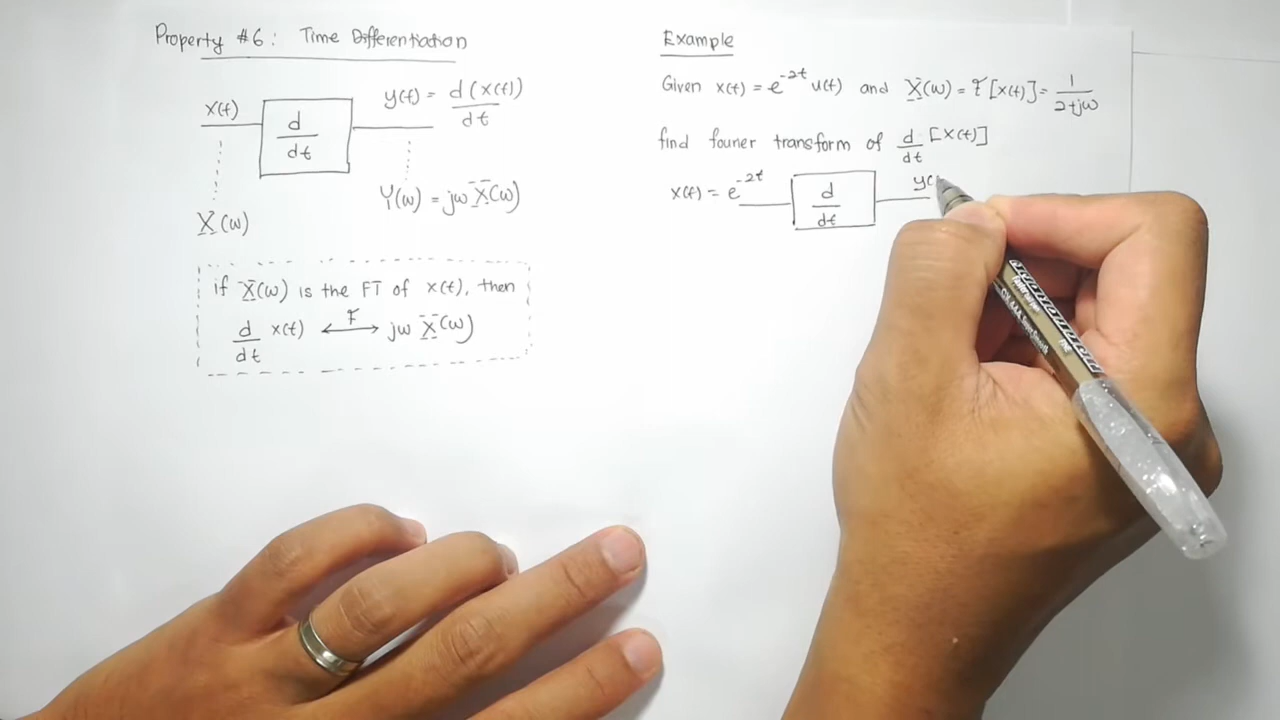 Property #6: Time Differentiation
x(t)
d
dt
y(t) = d(x(t))
dt
X(ω)
Y(ω) = jω X(ω)
if X(ω) is the FT of x(t), then
d
dt
x(t) ⟷ jω X(ω)
F
Example
Given x(t) = e^-2t u(t) and X(ω) = F[x(t)] = 1
2+jω
find fourier transform of d [x(t)]
dt
x(t) = e^-2t
d
dt
y(